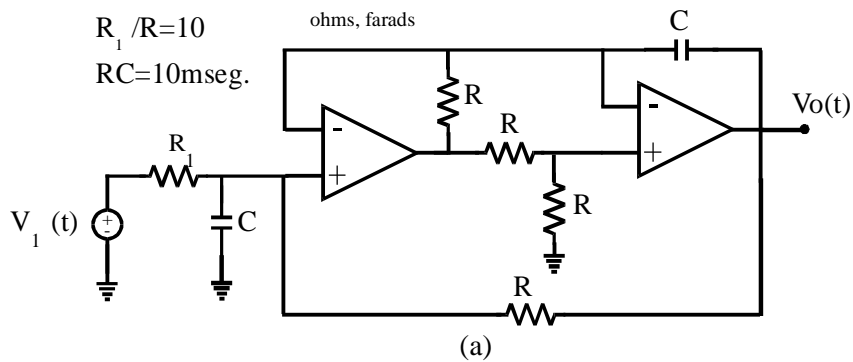 R₁ /R=10
ohms, farads
RC=10mseg.
C
R
R
Vo(t)
-
-
R₁
+
+
C
R
V₁ (t)
+
-
R
(a)